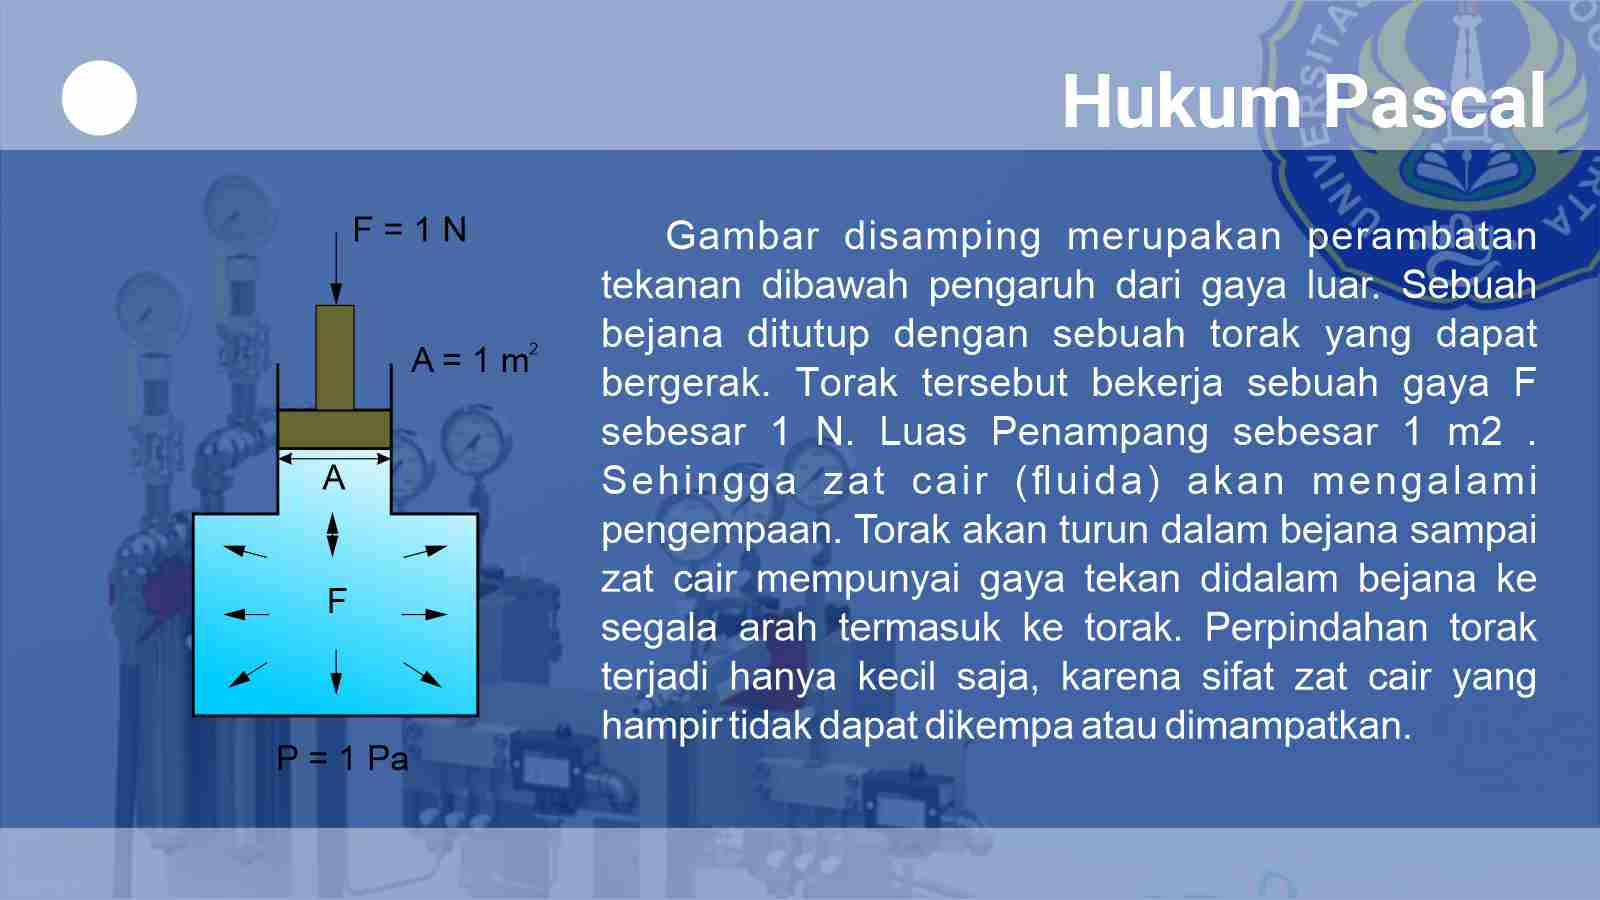 Hukum Pascal
F = 1 N
A = 1 m²
A
F
P = 1 Pa
Gambar disamping merupakan perambatan
tekanan dibawah pengaruh dari gaya luar. Sebuah
bejana ditutup dengan sebuah torak yang dapat
bergerak. Torak tersebut bekerja sebuah gaya F
sebesar 1 N. Luas Penampang sebesar 1 m2 .
Sehingga zat cair (fluida) akan mengalami
pengempaan. Torak akan turun dalam bejana sampai
zat cair mempunyai gaya tekan didalam bejana ke
segala arah termasuk ke torak. Perpindahan torak
terjadi hanya kecil saja, karena sifat zat cair yang
hampir tidak dapat dikempa atau dimampatkan.